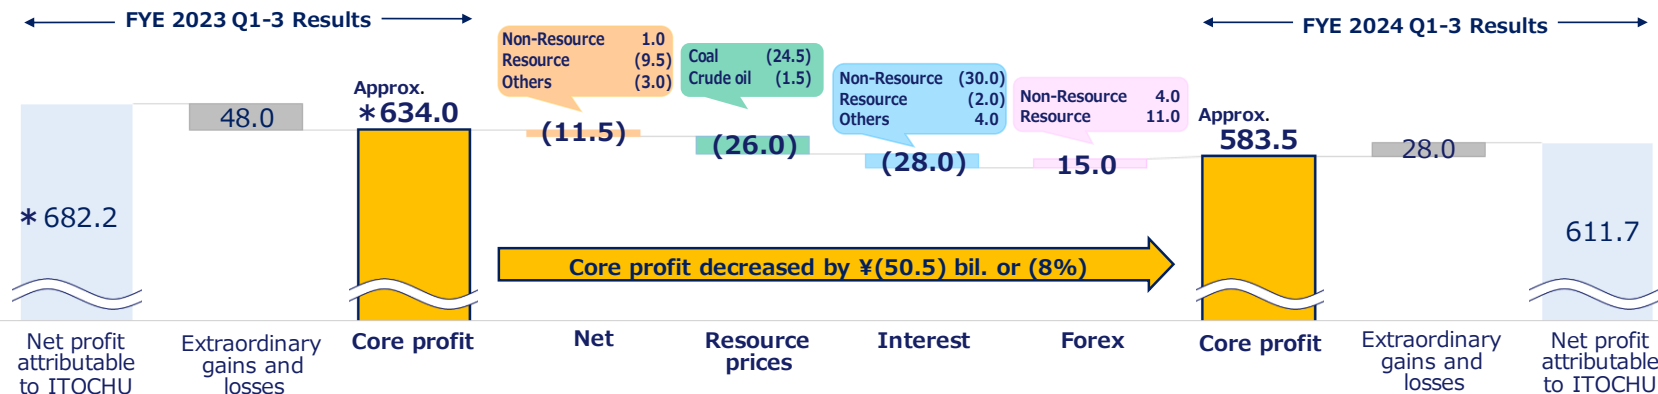 FYE 2023 Q1-3 Results
FYE 2024 Q1-3 Results
Non-Resource 1.0
Resource (9.5)
Others (3.0)
Coal (24.5)
Crude oil (1.5)
Non-Resource (30.0)
Resource (2.0)
Others 4.0
Non-Resource 4.0
Resource 11.0
48.0
Approx.
*634.0
(11.5)
(26.0)
(28.0)
15.0
Approx.
583.5
28.0
*682.2
611.7
Core profit decreased by ¥(50.5) bil. or (8%)
Net profit
attributable
to ITOCHU
Extraordinary
gains and
losses
Core profit
Net
Resource
prices
Interest
Forex
Core profit
Extraordinary
gains and
losses
Net profit
attributable
to ITOCHU